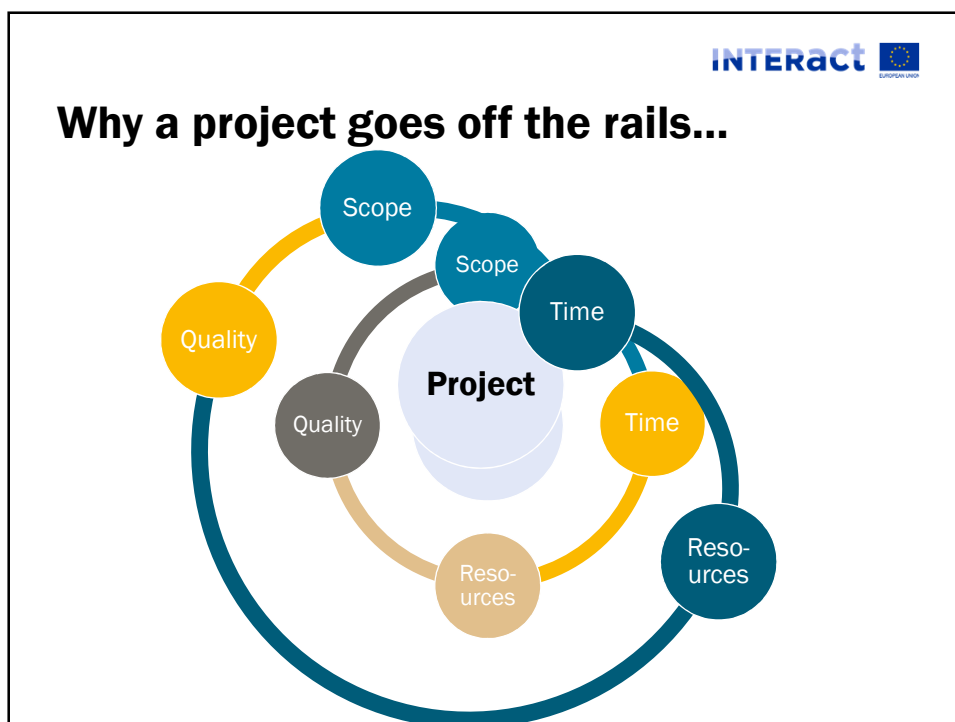 INTERact
EUROPEAN UNION
Why a project goes off the rails...
Scope
Scope
Time
Quality
Project
Quality
Time
Reso-
urces
Reso-
urces